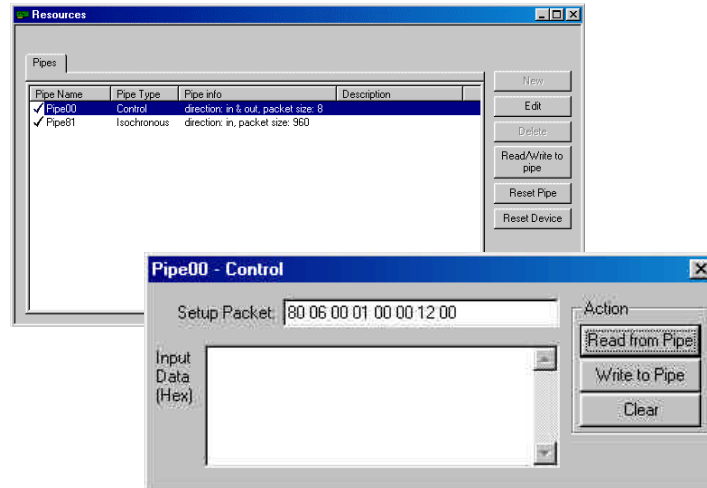 Resources
Pipes
Pipe Name Pipe Type Pipe info Description
Pipe00 Control direction: in & out, packet size: 8
Pipe81 Isochronous direction: in, packet size: 960
New
Edit
Delete
Read/Write to
pipe
Reset Pipe
Reset Device
Pipe00 - Control
Setup Packet: 80 06 00 01 00 00 12 00
Input
Data
(Hex)
Action
Read from Pipe
Write to Pipe
Clear